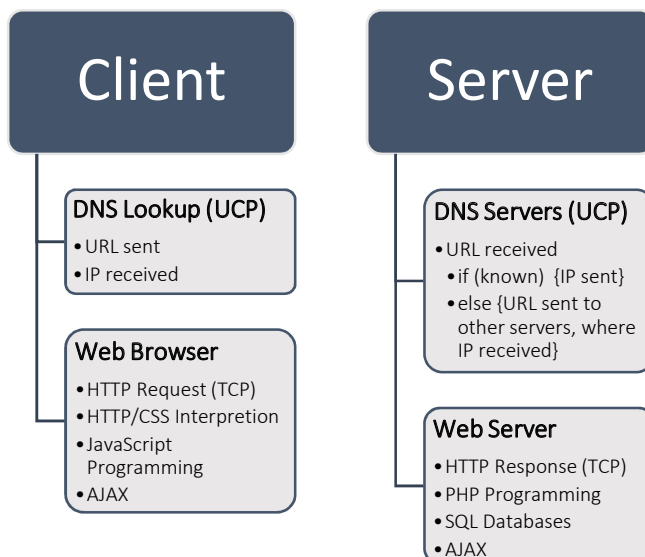 Client
DNS Lookup (UCP)
• URL sent
• IP received
Web Browser
• HTTP Request (TCP)
• HTTP/CSS Interpretion
• JavaScript
Programming
• AJAX
Server
DNS Servers (UCP)
• URL received
• if (known) {IP sent}
• else {URL sent to
other servers, where
IP received}
Web Server
• HTTP Response (TCP)
• PHP Programming
• SQL Databases
• AJAX